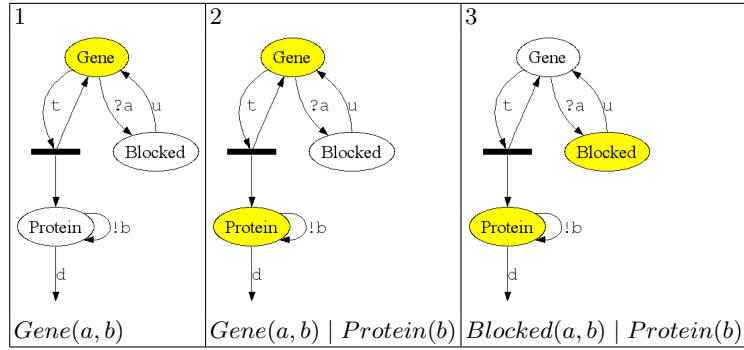 1
Gene
t
?a
u
Blocked
Protein
!b
d
Gene(a, b)
2
Gene
t
?a
u
Blocked
Protein
!b
d
Gene(a, b) | Protein(b)
3
Gene
t
?a
u
Blocked
Protein
!b
d
Blocked(a, b) | Protein(b)